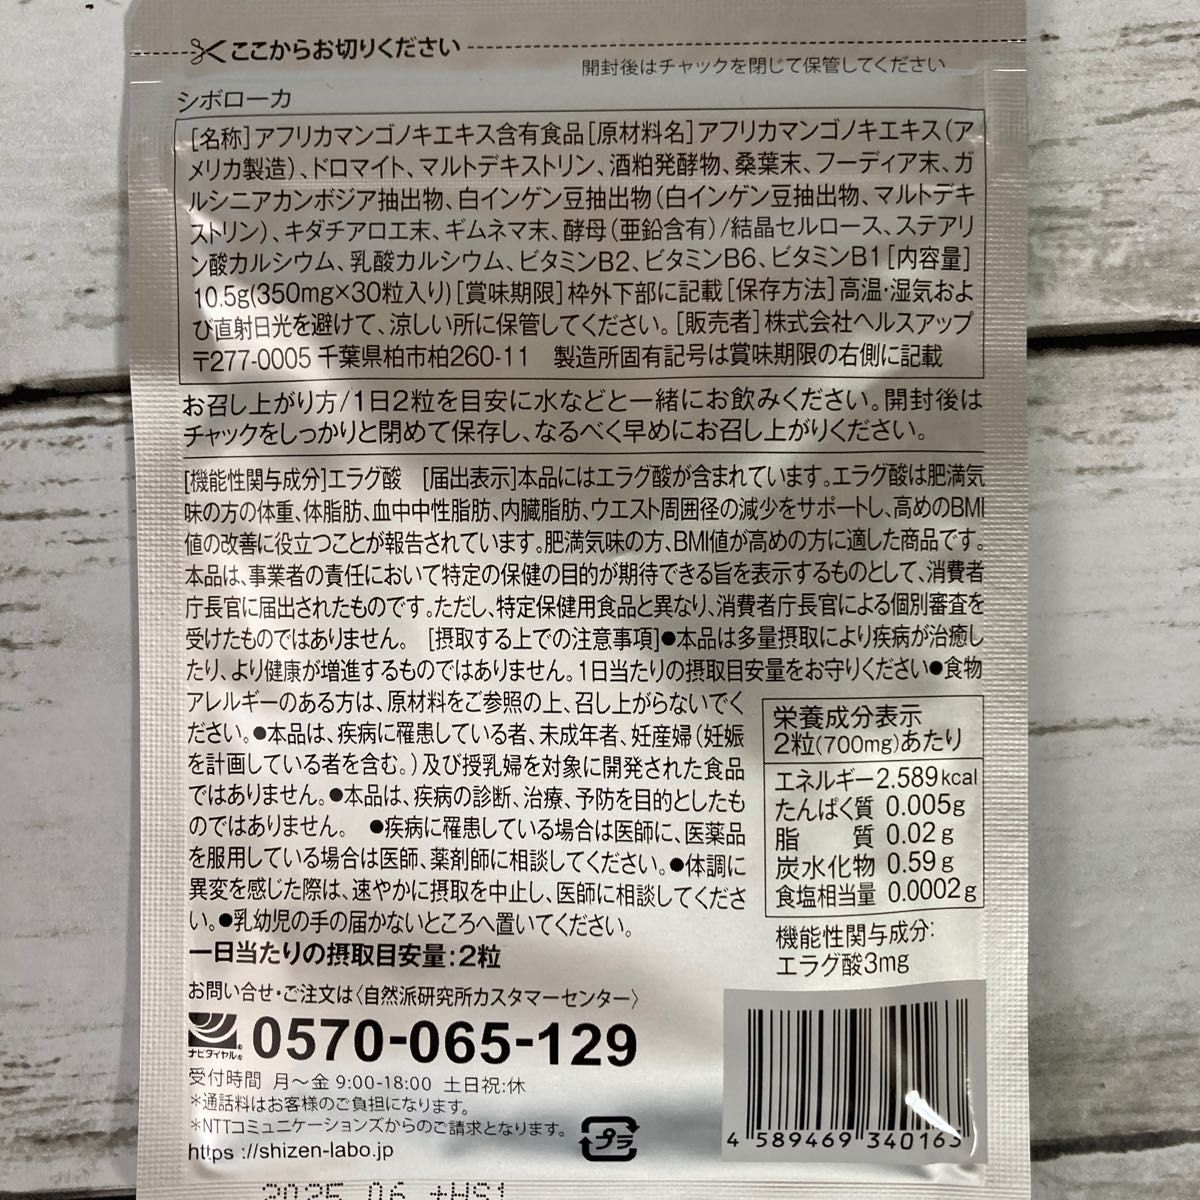 ここからお切りください
開封後はチャックを閉じて保管してください
シボローカ
[名称]アフリカマンゴノキエキス含有食品[原材料名]アフリカマンゴノキエキス(ア
メリカ製造)、ドロマイト、マルトデキストリン、酒粕発酵物、桑葉末、フーディア末、ガ
ルシニアカンボジア抽出物、白インゲン豆抽出物(白インゲン豆抽出物、マルトデキ
ストリン)、キダチアロエ末、ギムネマ末、酵母(亜鉛含有)/結晶セルロース、ステアリ
ン酸カルシウム、乳酸カルシウム、ビタミンB2、ビタミンB6、ビタミンB1[内容量]
10.5g(350mg×30粒入り)[賞味期限]枠外下部に記載[保存方法]高温・湿気およ
び直射日光を避けて、涼しい所に保管してください。[販売者]株式会社ヘルスアップ
〒277-0005 千葉県柏市柏260-11 製造所固有記号は賞味期限の右側に記載
お召し上がり方/1日2粒を目安に水などと一緒にお飲みください。開封後は
チャックをしっかりと閉めて保存し、なるべく早めにお召し上がりください。
[機能性関与成分]エラグ酸 [届出表示]本品にはエラグ酸が含まれています。エラグ酸は肥満気
味の方の体重、体脂肪、血中中性脂肪、内臓脂肪、ウエスト周囲径の減少をサポートし、高めのBMI
値の改善に役立つことが報告されています。肥満気味の方、BMI値が高めの方に適した商品です。
本品は、事業者の責任において特定の保健の目的が期待できる旨を表示するものとして、消費者
庁長官に届出されたものです。ただし、特定保健用食品と異なり、消費者庁長官による個別審査を
受けたものではありません。 [摂取する上での注意事項]●本品は多量摂取により疾病が治癒し
たり、より健康が増進するものではありません。1日当たりの摂取目安量をお守りください●食物
アレルギーのある方は、原材料をご参照の上、召し上がらないでく
ださい。●本品は、疾病に罹患している者、未成年者、妊産婦(妊娠
を計画している者を含む。)及び授乳婦を対象に開発された食品
ではありません。●本品は、疾病の診断、治療、予防を目的としたも
のではありません。 ●疾病に罹患している場合は医師に、医薬品
を服用している場合は医師、薬剤師に相談してください。●体調に
異変を感じた際は、速やかに摂取を中止し、医師に相談してくださ
い。●乳幼児の手の届かないところへ置いてください。
一日当たりの摂取目安量:2粒
栄養成分表示
2粒(700mg)あたり
エネルギー2.589kcal
たんぱく質 0.005g
脂質 0.02g
炭水化物 0.59g
食塩相当量 0.0002g
機能性関与成分:
エラグ酸3mg
お問い合せ・ご注文は〈自然派研究所カスタマーセンター〉
ナビダイヤル® 0570-065-129
受付時間 月〜金 9:00-18:00 土日祝:休
*通話料はお客様のご負担になります。
*NTTコミュニケーションズからのご請求となります。
https ://shizen-labo.jp
プラ
4 589469 340163
2025.06 +HS1